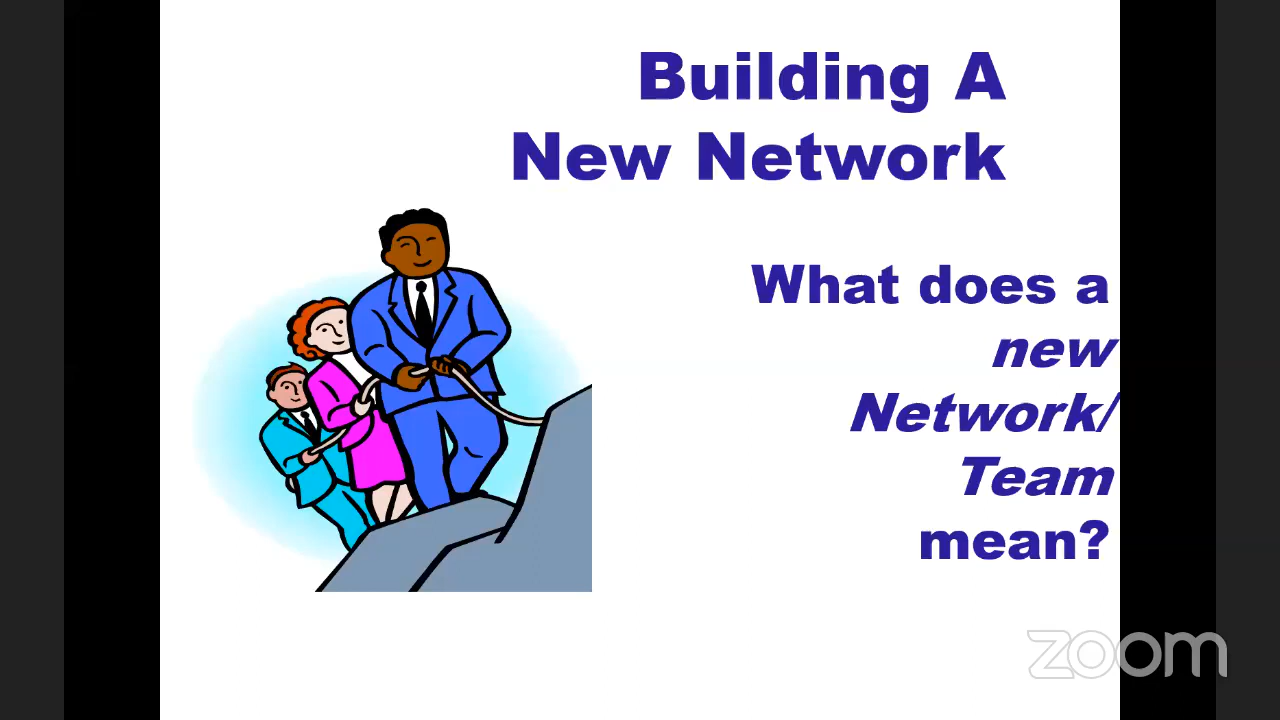 Building A
New Network
What does a
new
Network/
Team
mean?
zoom